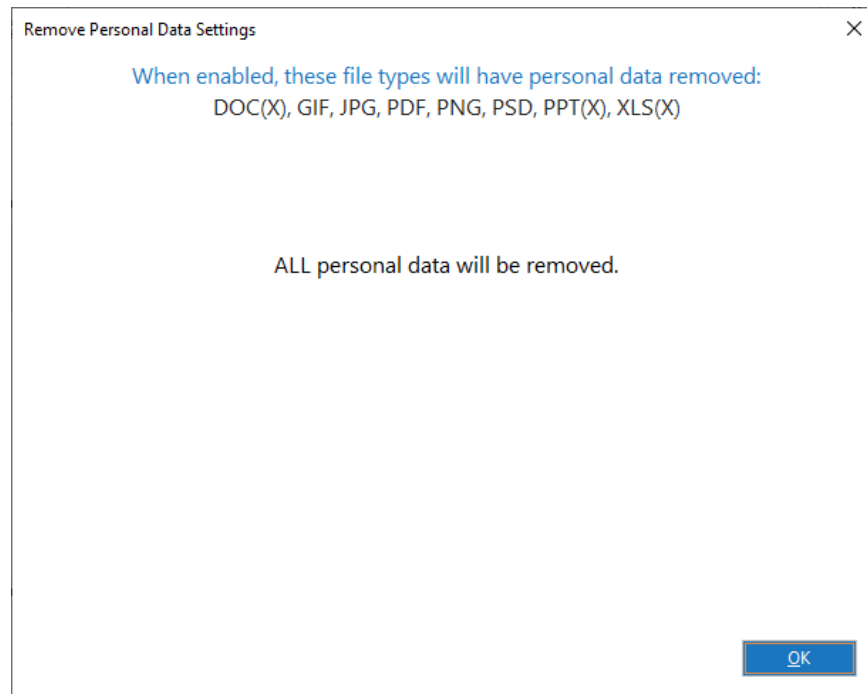 Remove Personal Data Settings
When enabled, these file types will have personal data removed:
DOC(X), GIF, JPG, PDF, PNG, PSD, PPT(X), XLS(X)
ALL personal data will be removed.
OK